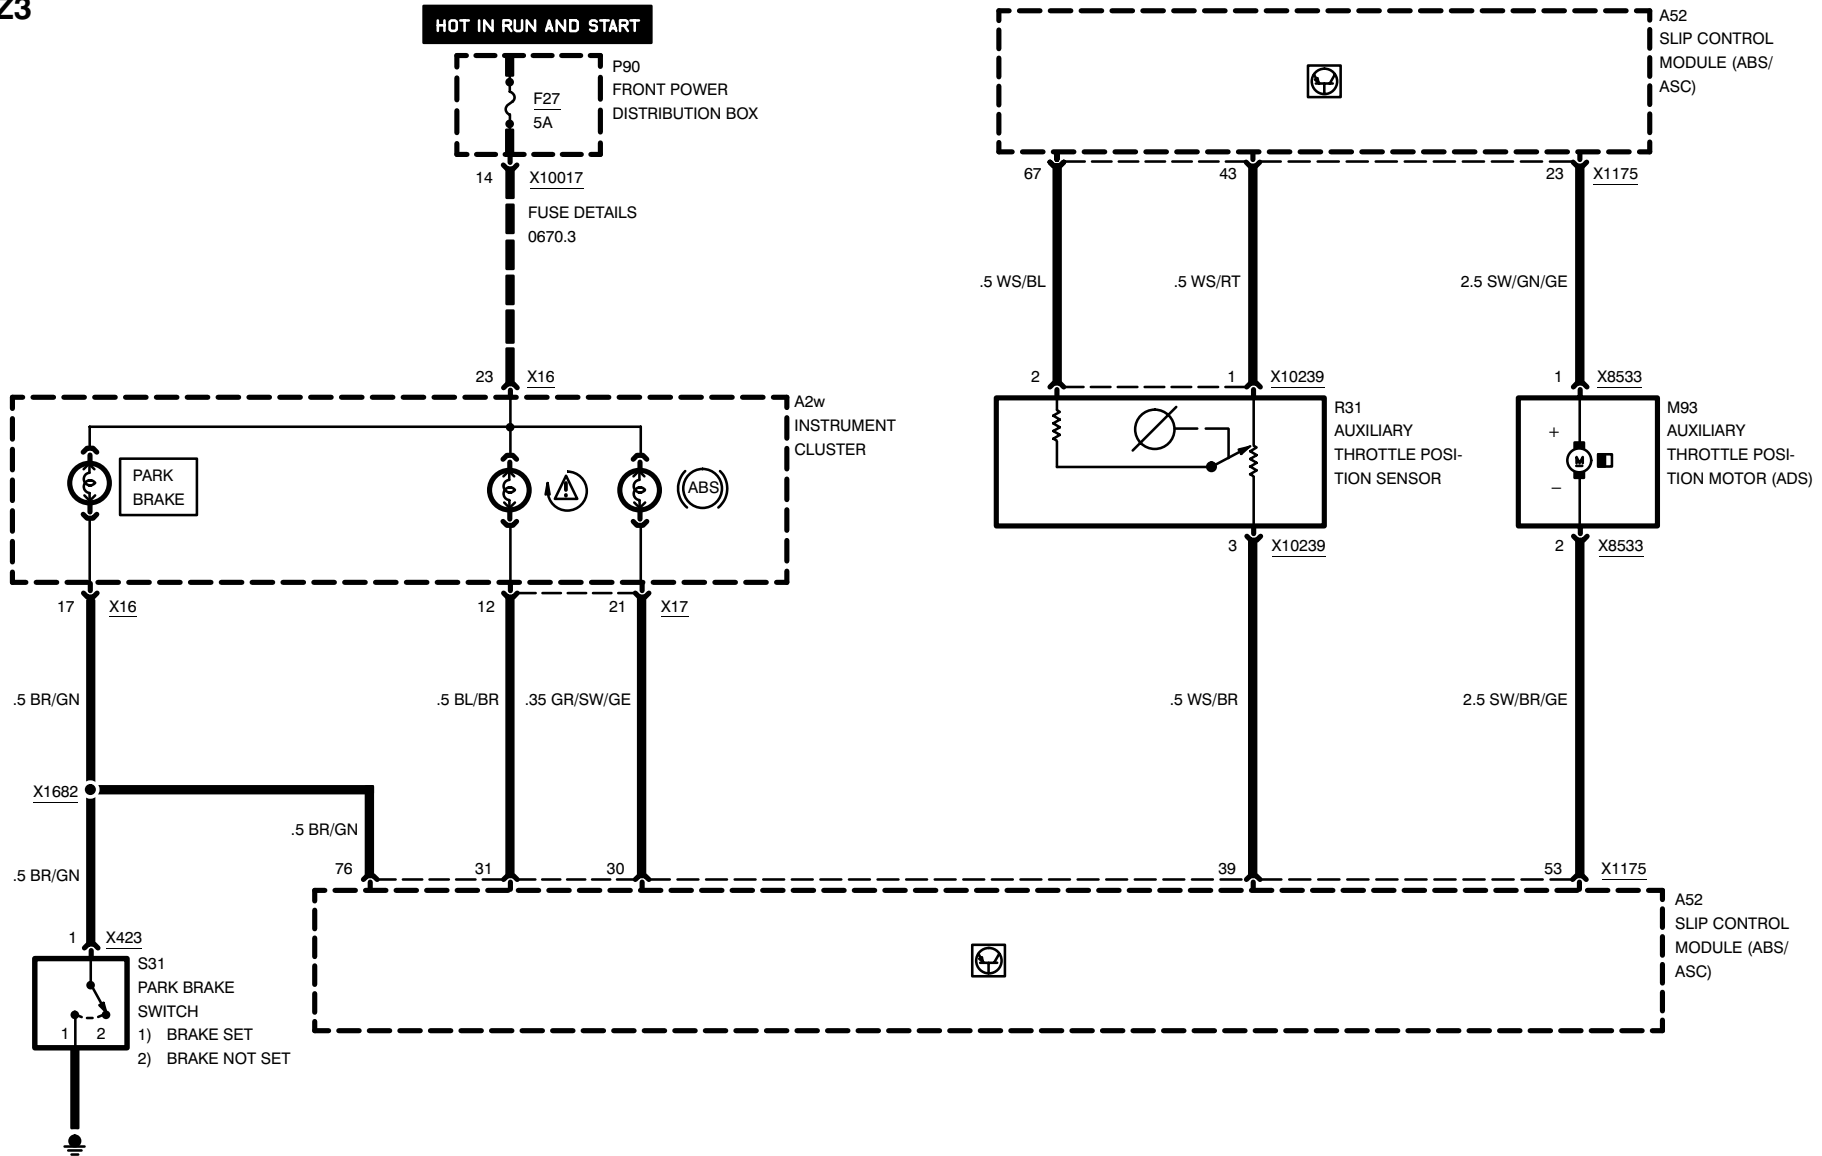 Z3
HOT IN RUN AND START
P90
FRONT POWER
DISTRIBUTION BOX
F27
5A
14 X10017
FUSE DETAILS
0670.3
23 X16
A2w
INSTRUMENT
CLUSTER
PARK
BRAKE
ABS
17 X16
12 21 X17
.5 BR/GN
.5 BL/BR
.35 GR/SW/GE
X1682
.5 BR/GN
.5 BR/GN
1 X423
S31
PARK BRAKE
SWITCH
1) BRAKE SET
2) BRAKE NOT SET
1 2
A52
SLIP CONTROL
MODULE (ABS/
ASC)
67 43 23 X1175
.5 WS/BL
.5 WS/RT
2.5 SW/GN/GE
2 1 X10239
1 X8533
R31
AUXILIARY
THROTTLE POSI-
TION SENSOR
+
M
–
M93
AUXILIARY
THROTTLE POSI-
TION MOTOR (ADS)
3 X10239
2 X8533
.5 WS/BR
2.5 SW/BR/GE
76 31 30 39 53 X1175
A52
SLIP CONTROL
MODULE (ABS/
ASC)